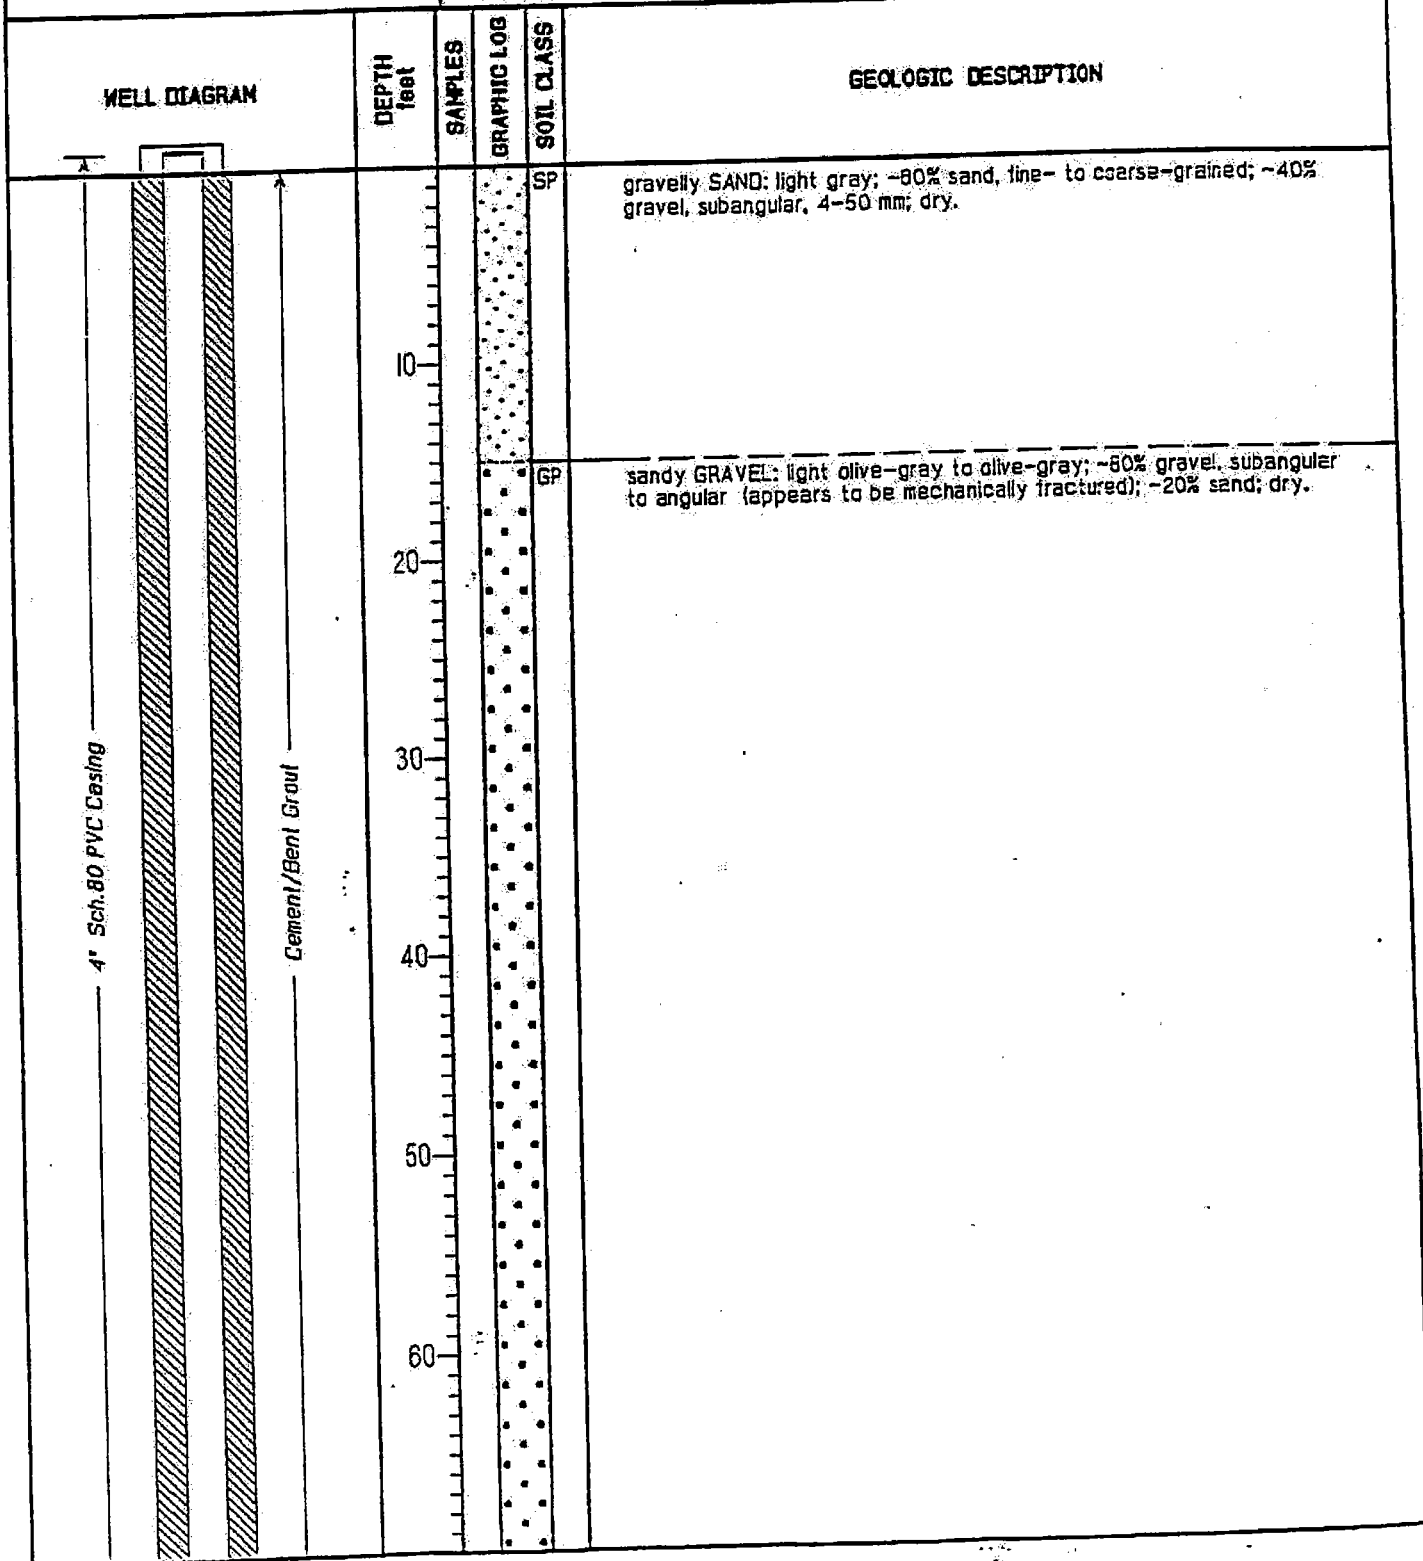 WELL DIAGRAM
DEPTH
feet
SAMPLES
GRAPHIC LOG
SOIL CLASS
GEOLOGIC DESCRIPTION
SP
gravelly SAND: light gray; ~60% sand, fine- to coarse-grained; ~40%
gravel, subangular, 4-50 mm; dry.
10
GP
sandy GRAVEL: light olive-gray to olive-gray; ~80% gravel, subangular
to angular (appears to be mechanically fractured); ~20% sand; dry.
20
30
4" Sch.80 PVC Casing
Cement/Bent Grout
40
50
60